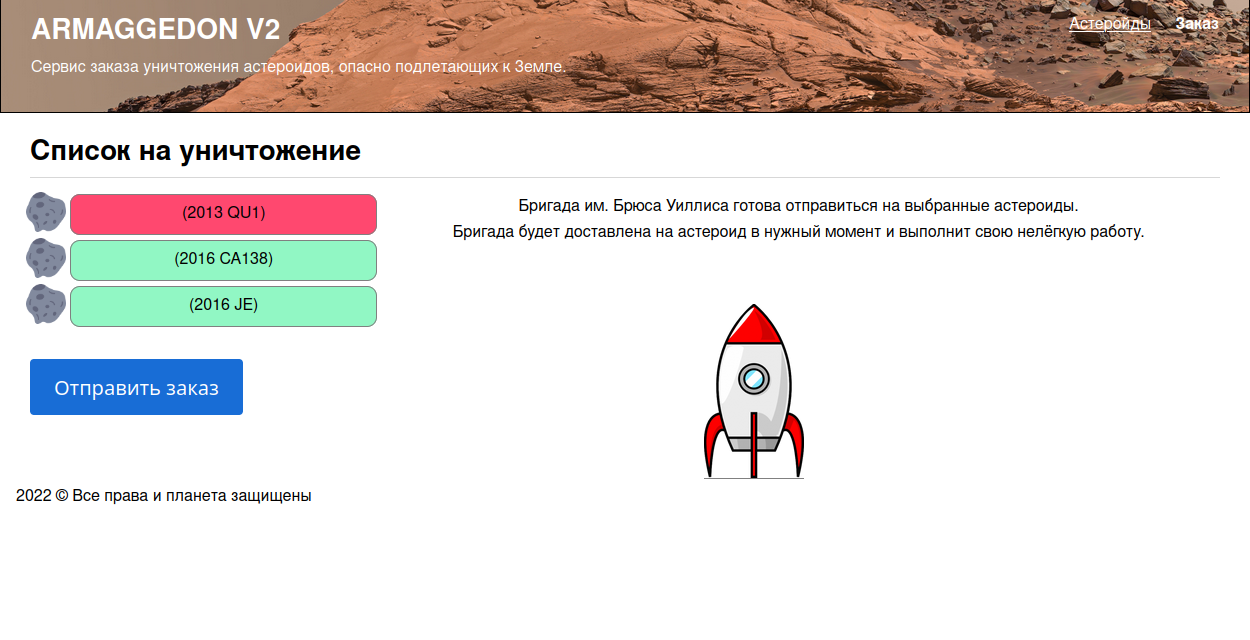 ARMAGGEDON V2
Астероиды Заказ
Сервис заказа уничтожения астероидов, опасно подлетающих к Земле.
Список на уничтожение
(2013 QU1)
(2016 CA138)
(2016 JE)
Бригада им. Брюса Уиллиса готова отправиться на выбранные астероиды.
Бригада будет доставлена на астероид в нужный момент и выполнит свою нелёгкую работу.
Отправить заказ
2022 © Все права и планета защищены